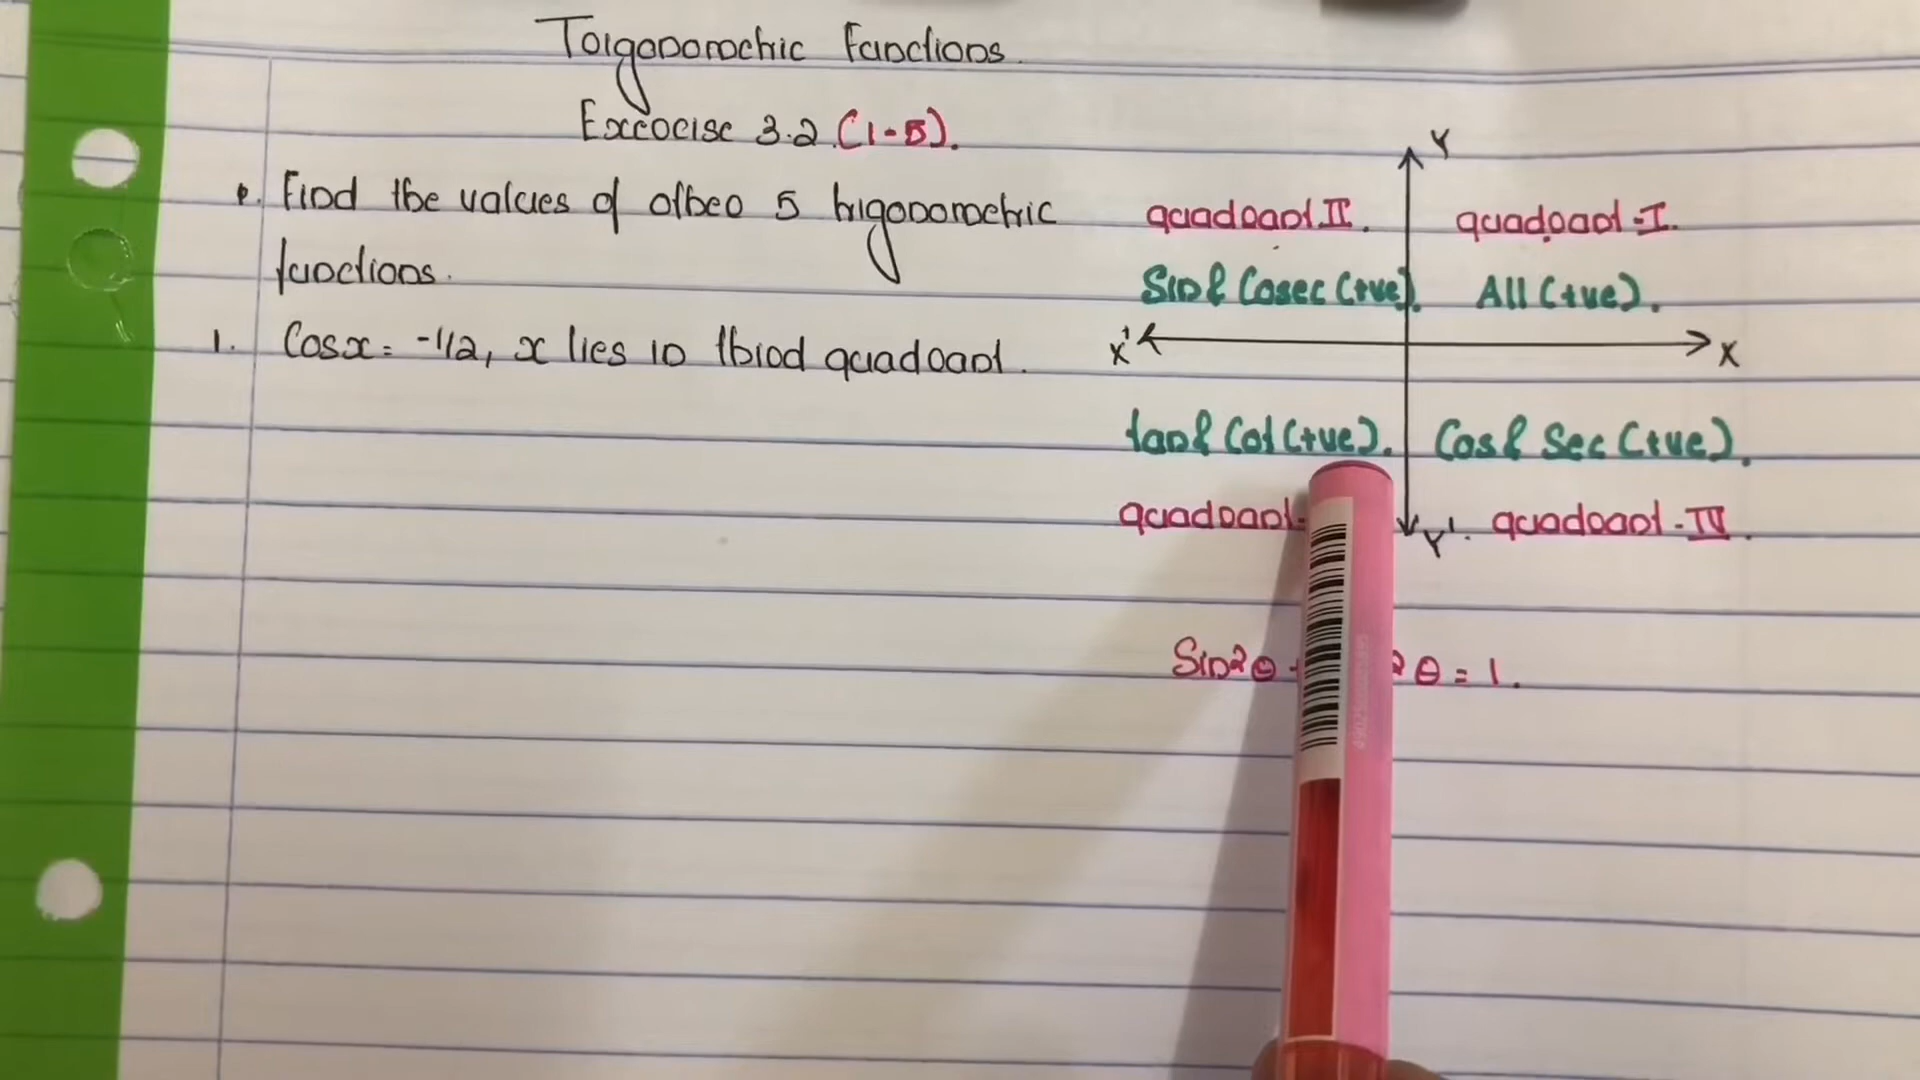 Trigonometric Functions.
Exercise 3.2 (1-5).
Find the values of other 5 trigonometric
functions.
1. Cosx = -1/2, x lies in third quadrant.
Y
quadrant II. quadrant - I.
Sin & Cosec (+ve). All (+ve).
X' X
tan & Cot (+ve). Cos & Sec (+ve).
quadrant- Y'. quadrant - IV.
Sin²θ 2 θ = 1.